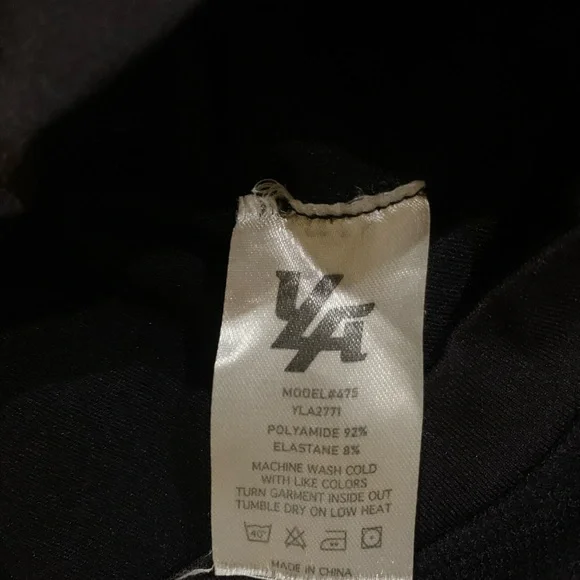 YLA
MODEL#475
YLA2771
POLYAMIDE 92%
ELASTANE 8%
MACHINE WASH COLD
WITH LIKE COLORS
TURN GARMENT INSIDE OUT
TUMBLE DRY ON LOW HEAT
40°
MADE IN CHINA